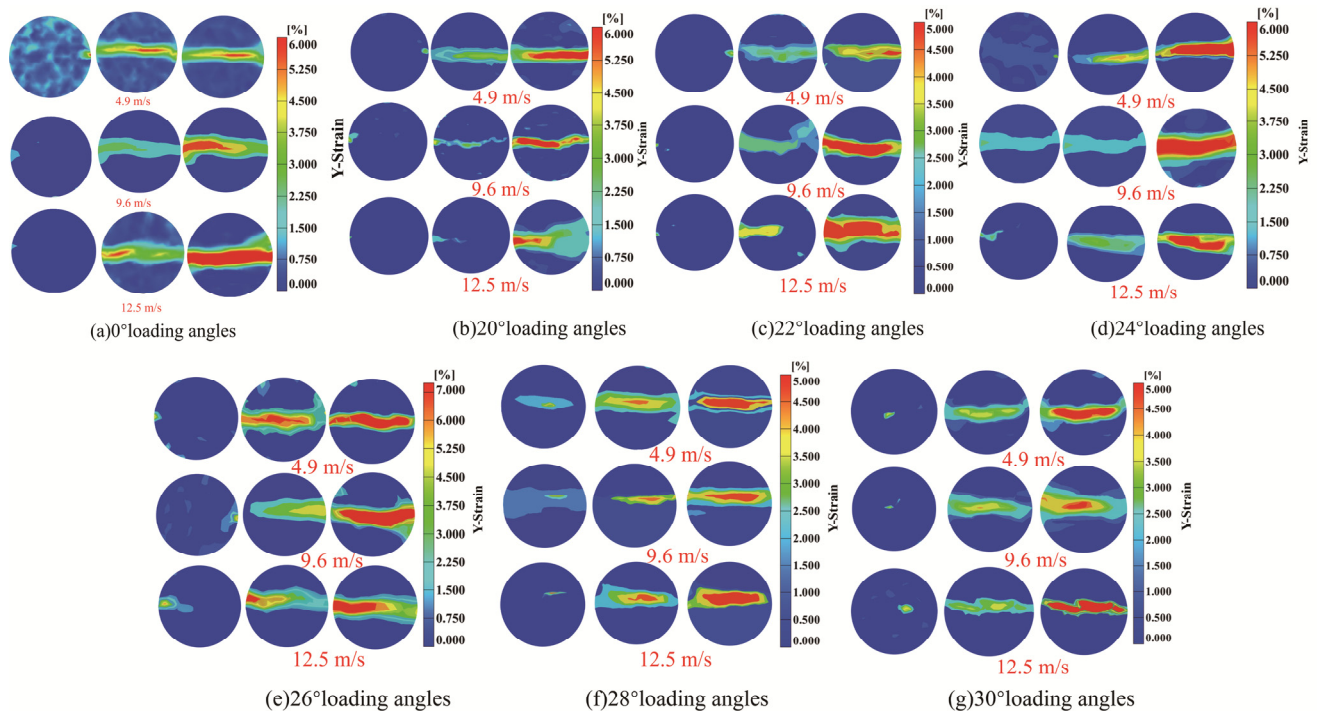 [%]
6.000
5.250
4.500
3.750
3.000
2.250
1.500
0.750
0.000
4.9 m/s
9.6 m/s
12.5 m/s
Y-Strain
(a)0°loading angles
[%]
6.000
5.250
4.500
3.750
3.000
2.250
1.500
0.750
0.000
4.9 m/s
9.6 m/s
12.5 m/s
Y-Strain
(b)20°loading angles
[%]
5.000
4.500
4.000
3.500
3.000
2.500
2.000
1.500
1.000
0.500
0.000
4.9 m/s
9.6 m/s
12.5 m/s
Y-Strain
(c)22°loading angles
[%]
6.000
5.250
4.500
3.750
3.000
2.250
1.500
0.750
0.000
4.9 m/s
9.6 m/s
12.5 m/s
Y-Strain
(d)24°loading angles
[%]
7.000
6.000
5.250
4.500
3.750
3.000
2.250
1.500
0.750
0.000
4.9 m/s
9.6 m/s
12.5 m/s
Y-Strain
(e)26°loading angles
[%]
5.000
4.500
4.000
3.500
3.000
2.500
2.000
1.500
1.000
0.500
0.000
4.9 m/s
9.6 m/s
12.5 m/s
Y-Strain
(f)28°loading angles
[%]
5.000
4.500
4.000
3.500
3.000
2.500
2.000
1.500
1.000
0.500
0.000
4.9 m/s
9.6 m/s
12.5 m/s
(g)30°loading angles